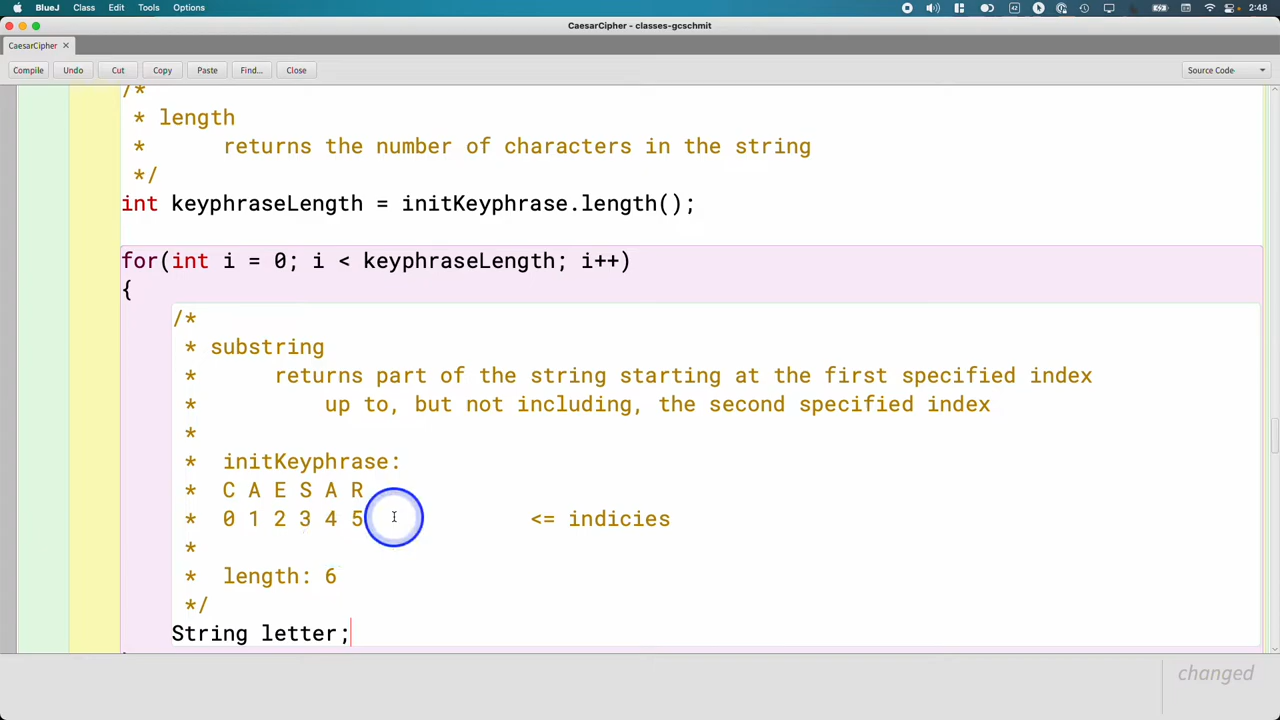 BlueJ Class Edit Tools Options 2:48
CaesarCipher - classes-gcschmit
CaesarCipher ×
Compile Undo Cut Copy Paste Find... Close Source Code
/*
* length
* returns the number of characters in the string
*/
int keyphraseLength = initKeyphrase.length();
for(int i = 0; i < keyphraseLength; i++)
{
/*
* substring
* returns part of the string starting at the first specified index
* up to, but not including, the second specified index
*
* initKeyphrase:
* C A E S A R
* 0 1 2 3 4 5 <= indicies
*
* length: 6
*/
String letter;
changed